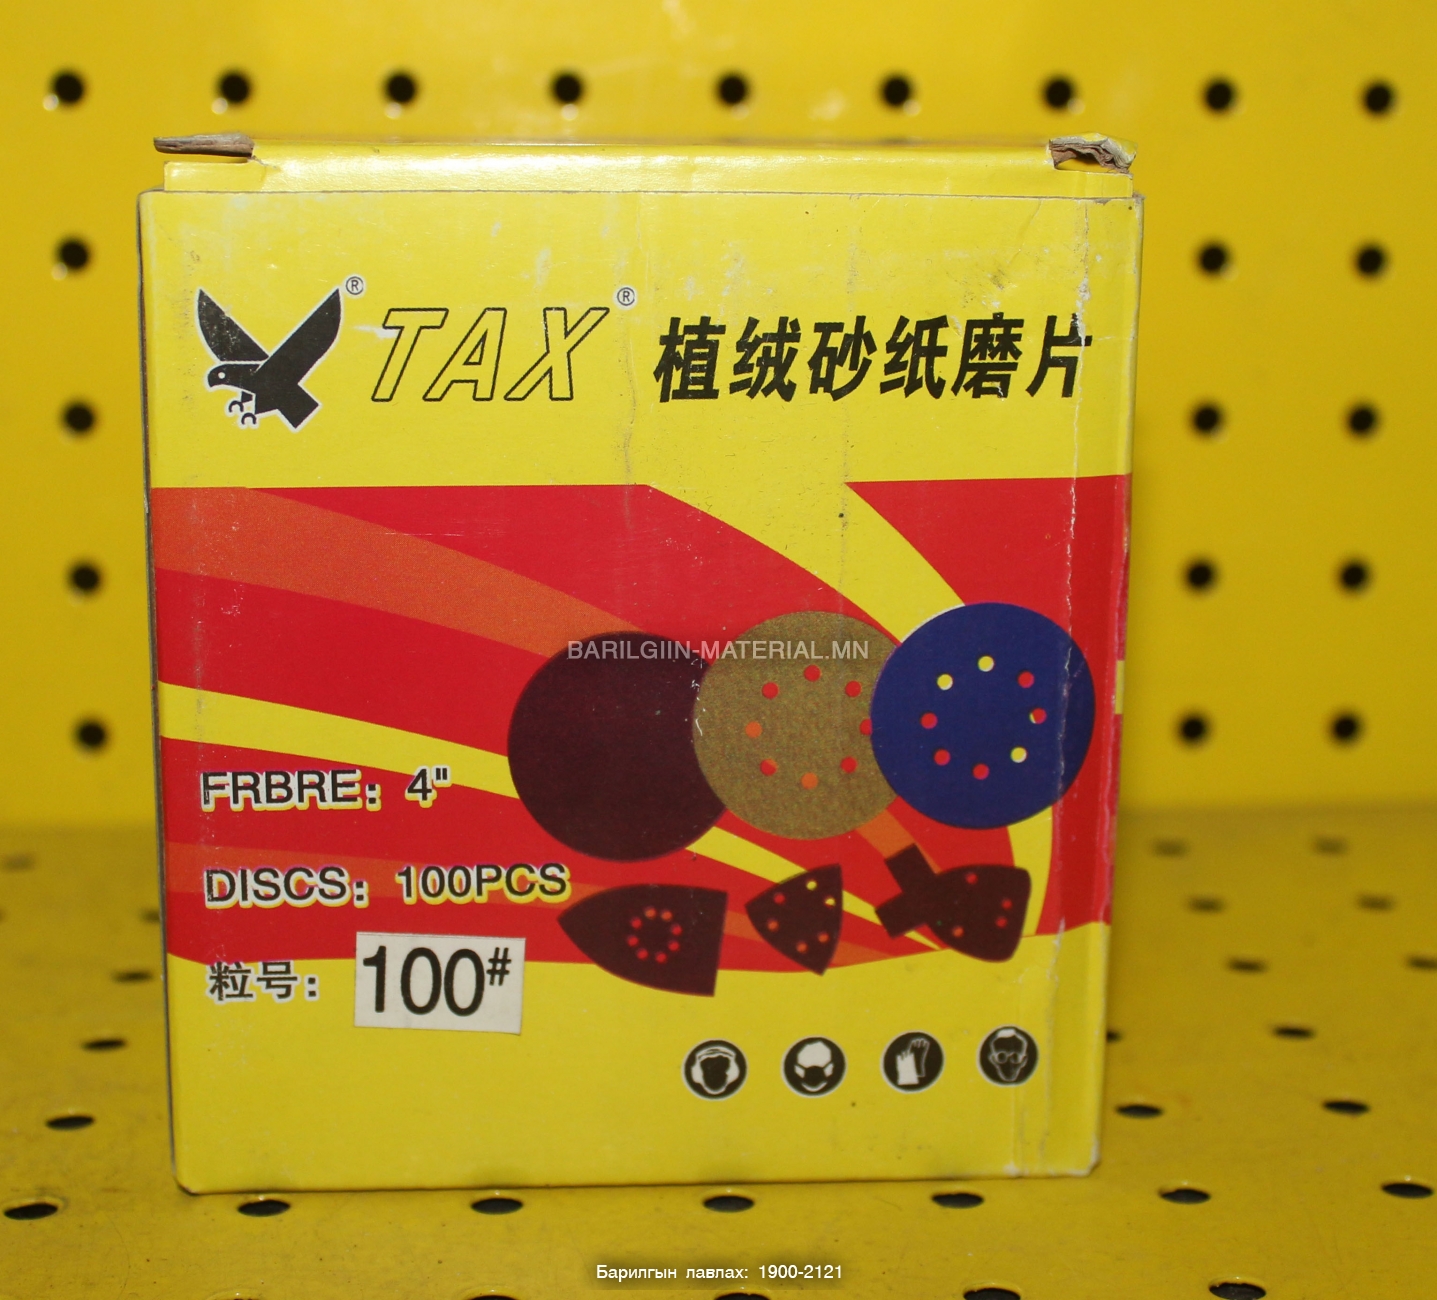 ® TAX® 植绒砂纸磨片
BARILGIIN-MATERIAL.MN
FRBRE: 4"
DISCS: 100PCS
粒号: 100#
Барилгын лавлах: 1900-2121